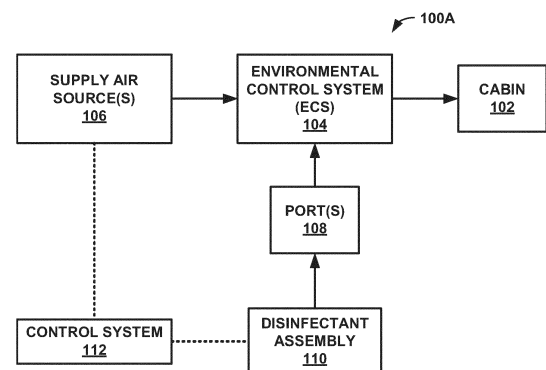 100A
SUPPLY AIR
SOURCE(S)
106
ENVIRONMENTAL
CONTROL SYSTEM
(ECS)
104
CABIN
102
PORT(S)
108
CONTROL SYSTEM
112
DISINFECTANT
ASSEMBLY
110